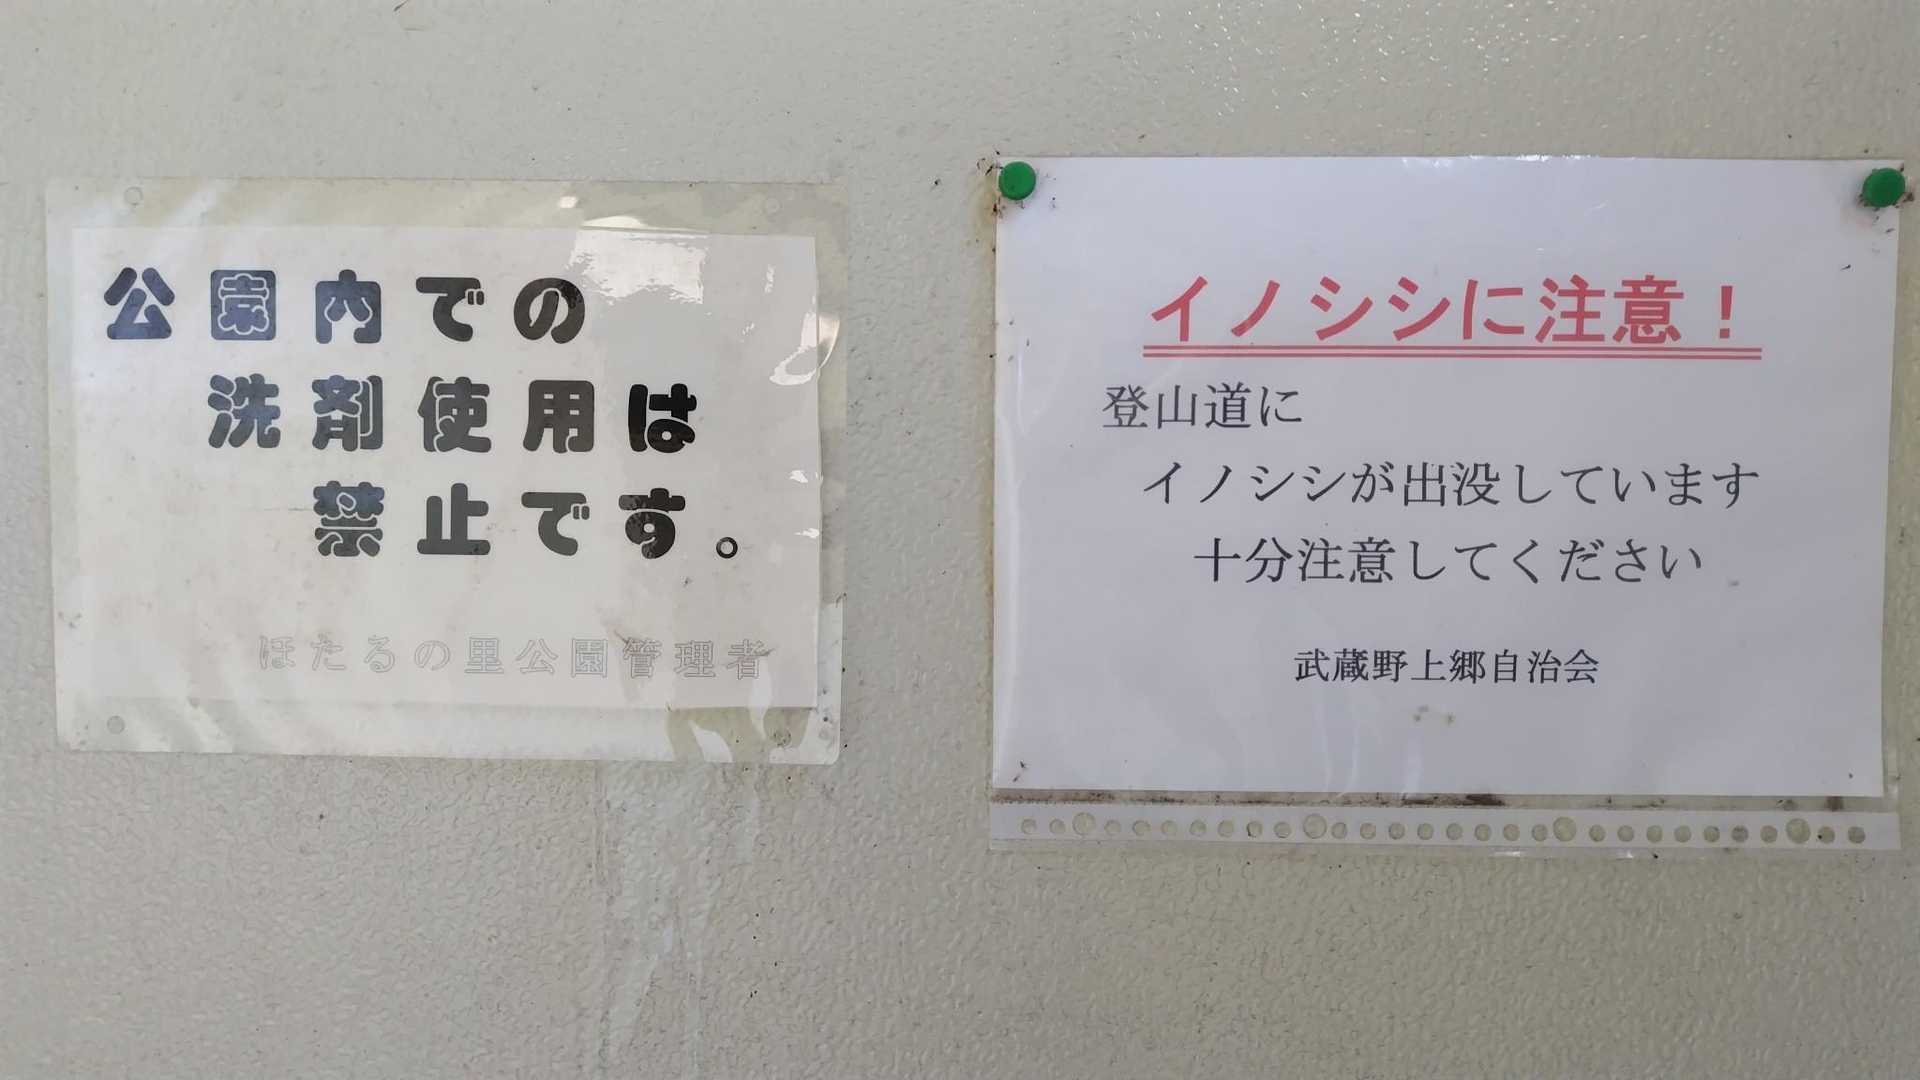 公園内での
洗剤使用は
禁止です。
ほたるの里公園管理者
イノシシに注意！
登山道に
イノシシが出没しています
十分注意してください
武蔵野上郷自治会